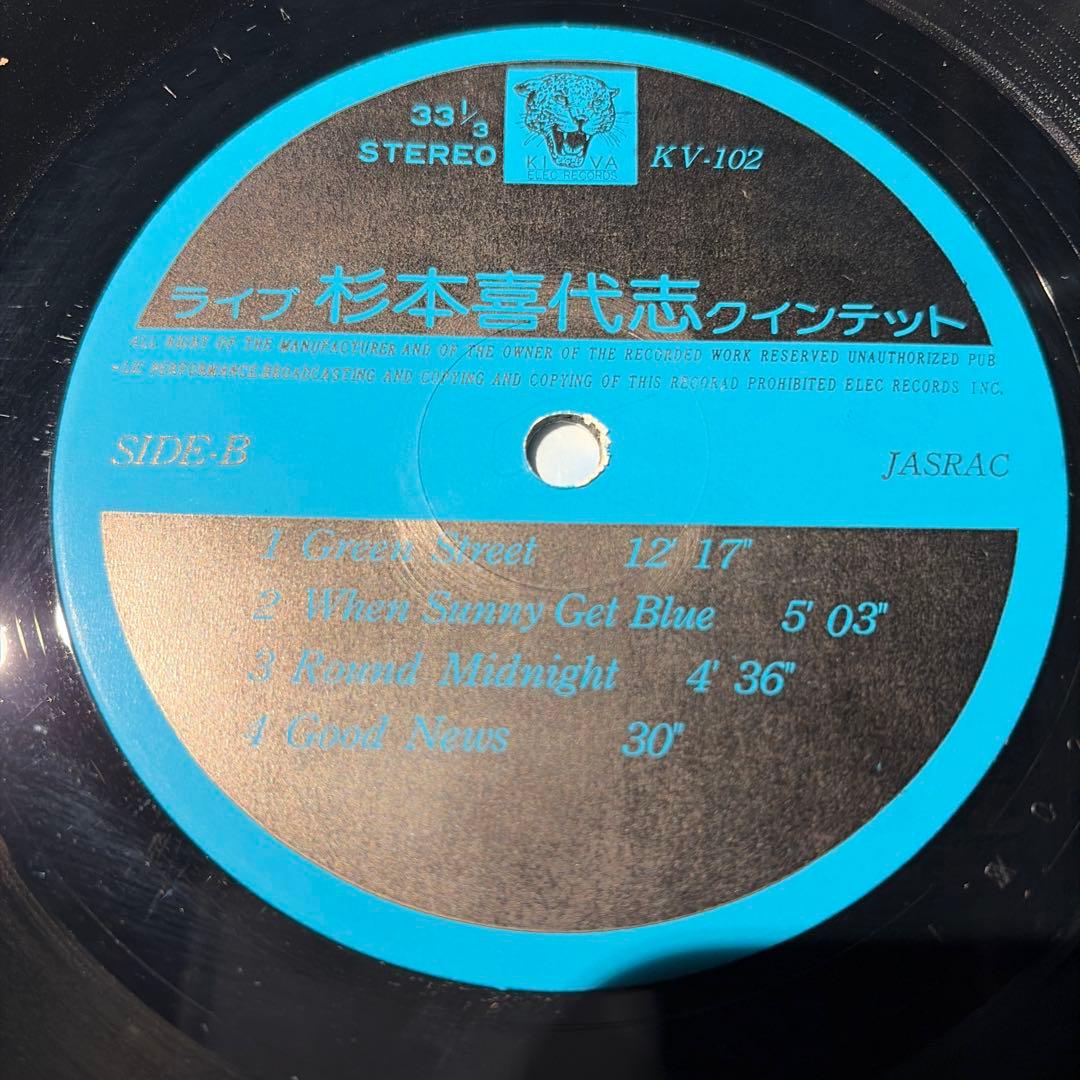 33 1/3
STEREO
KIVA
ELEC RECORDS
KV-102
ライブ 杉本喜代志クインテット
ALL RIGHT OF THE MANUFACTURER AND OF THE OWNER OF THE RECORDED WORK RESERVED UNAUTHORIZED PUB
-LIC PERFORMANCE.BROADCASTING AND COPYING AND COPYING OF THIS RECORAD PROHIBITED ELEC RECORDS INC.
SIDE-B
JASRAC
1 Green Street 12' 17"
2 When Sunny Get Blue 5' 03"
3 Round Midnight 4' 36"
4 Good News 30"